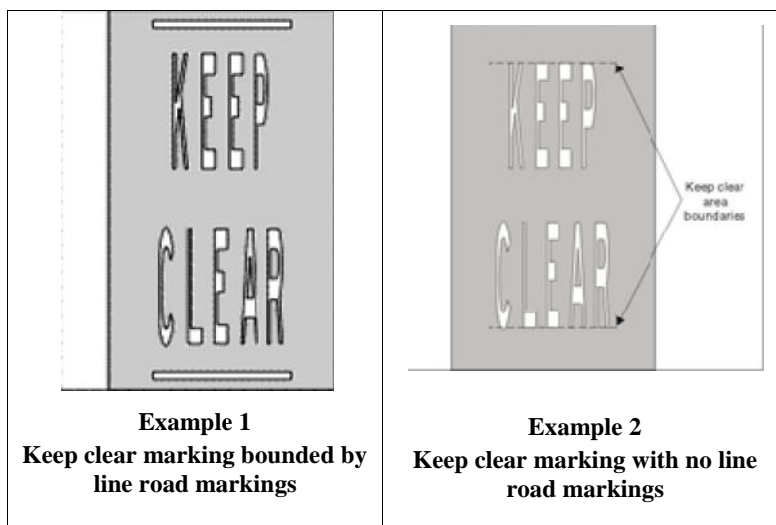 KEEP
CLEAR
Example 1
Keep clear marking bounded by
line road markings
KEEP
CLEAR
Keep clear
area
boundaries
Example 2
Keep clear marking with no line
road markings